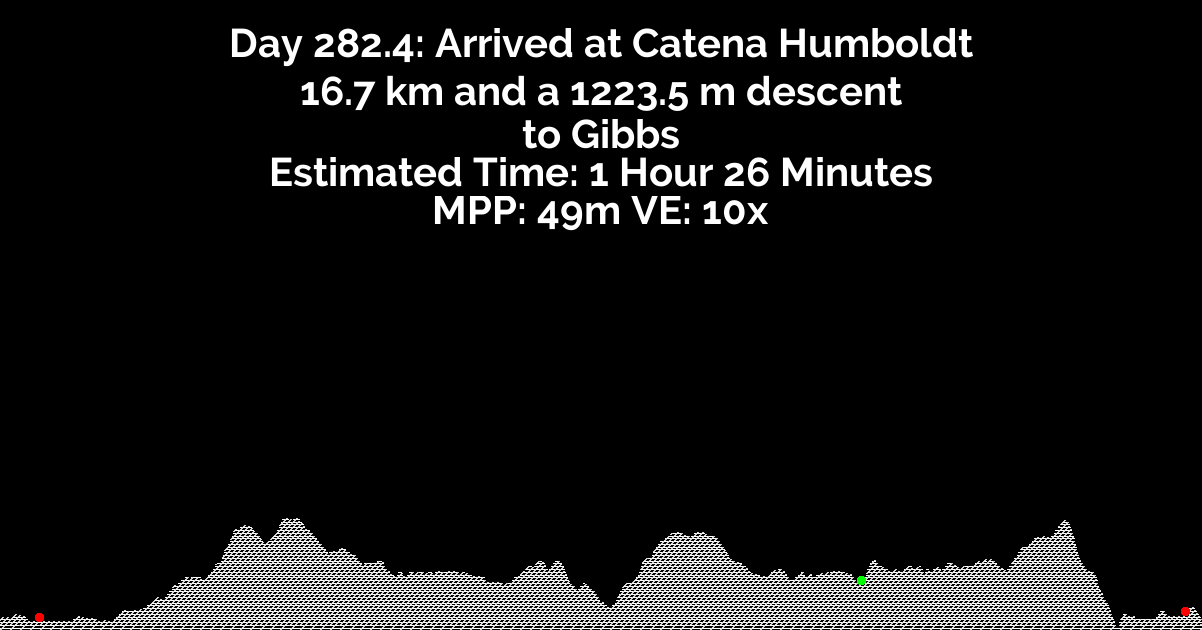 Day 282.4: Arrived at Catena Humboldt
16.7 km and a 1223.5 m descent
to Gibbs
Estimated Time: 1 Hour 26 Minutes
MPP: 49m VE: 10x